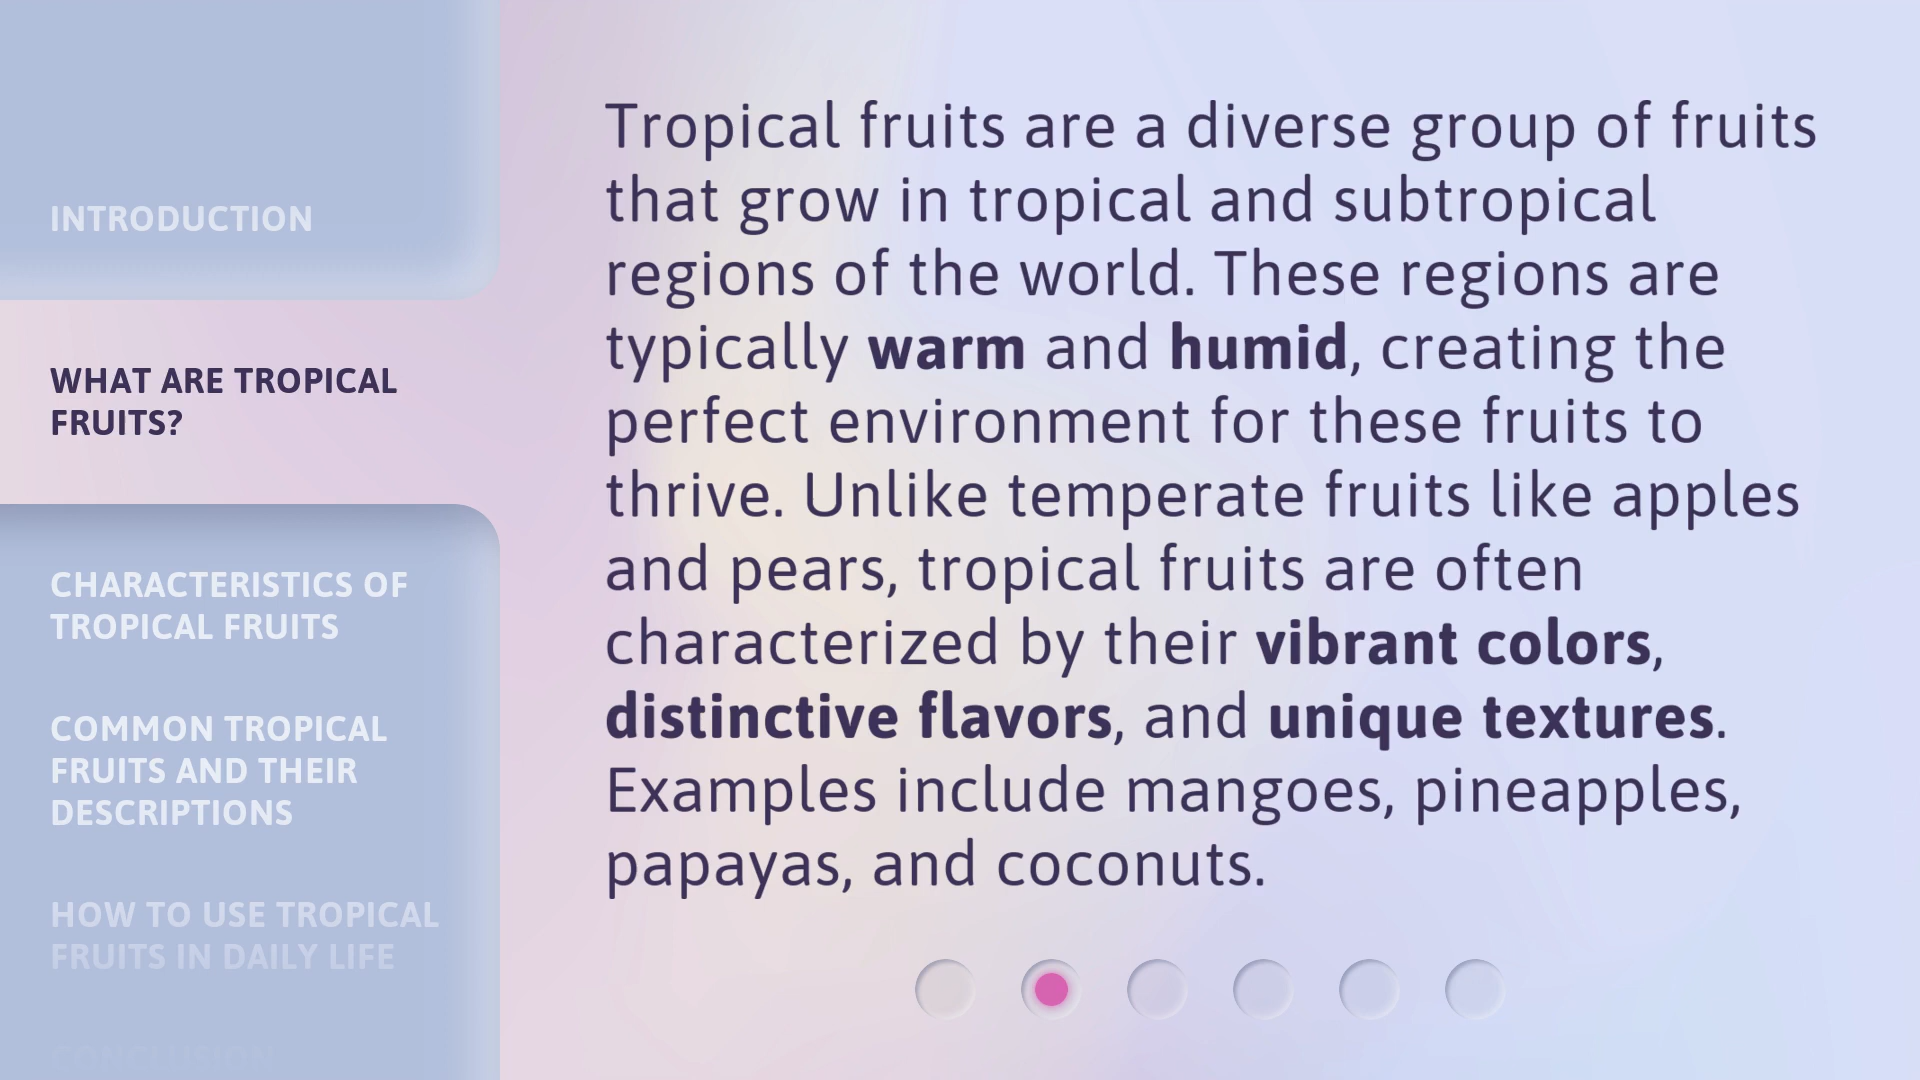 INTRODUCTION
WHAT ARE TROPICAL
FRUITS?
CHARACTERISTICS OF
TROPICAL FRUITS
COMMON TROPICAL
FRUITS AND THEIR
DESCRIPTIONS
HOW TO USE TROPICAL
FRUITS IN DAILY LIFE
CONCLUSION
Tropical fruits are a diverse group of fruits
that grow in tropical and subtropical
regions of the world. These regions are
typically warm and humid, creating the
perfect environment for these fruits to
thrive. Unlike temperate fruits like apples
and pears, tropical fruits are often
characterized by their vibrant colors,
distinctive flavors, and unique textures.
Examples include mangoes, pineapples,
papayas, and coconuts.